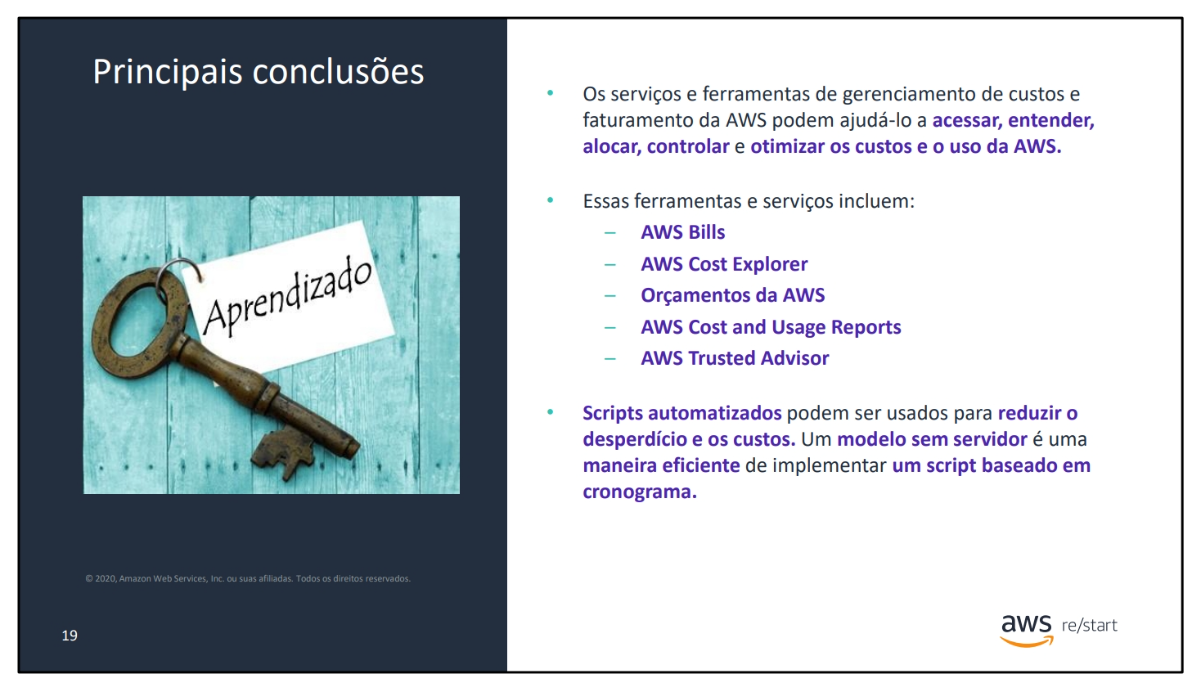 Principais conclusões
Aprendizado
© 2020, Amazon Web Services, Inc. ou suas afiliadas. Todos os direitos reservados.
19
• Os serviços e ferramentas de gerenciamento de custos e
faturamento da AWS podem ajudá-lo a acessar, entender,
alocar, controlar e otimizar os custos e o uso da AWS.
• Essas ferramentas e serviços incluem:
– AWS Bills
– AWS Cost Explorer
– Orçamentos da AWS
– AWS Cost and Usage Reports
– AWS Trusted Advisor
• Scripts automatizados podem ser usados para reduzir o
desperdício e os custos. Um modelo sem servidor é uma
maneira eficiente de implementar um script baseado em
cronograma.
aws re/start